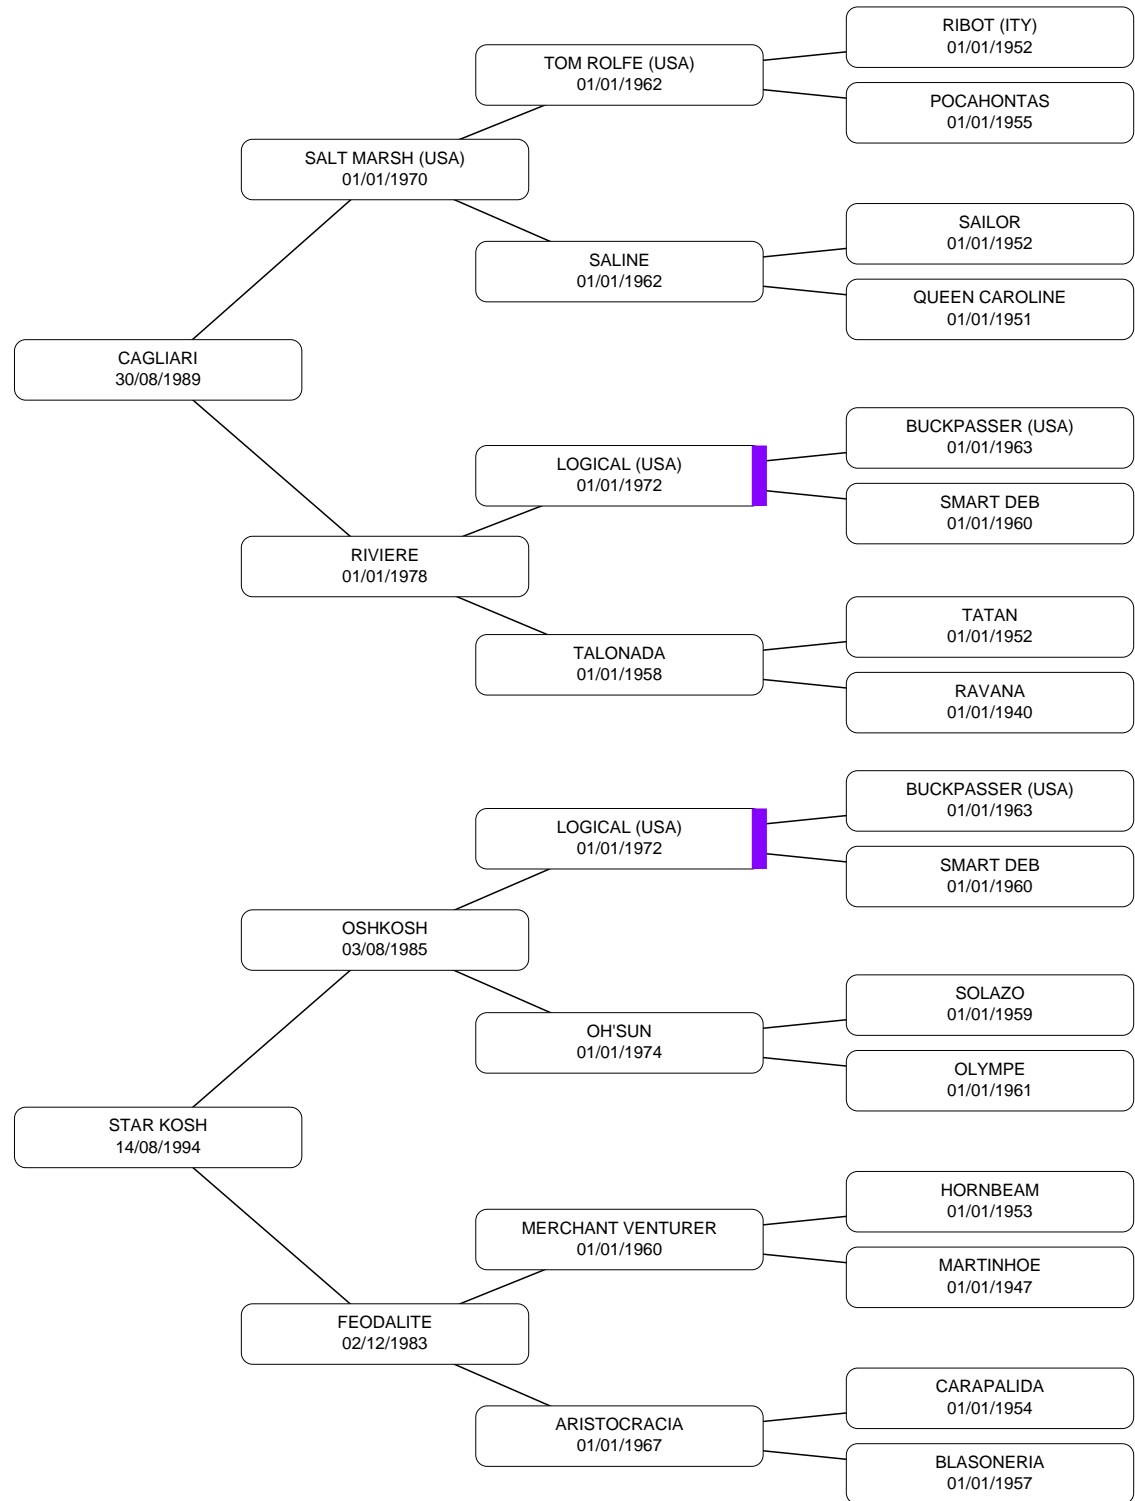 RIBOT (ITY)
01/01/1952
TOM ROLFE (USA)
01/01/1962
POCAHONTAS
01/01/1955
SALT MARSH (USA)
01/01/1970
SAILOR
01/01/1952
SALINE
01/01/1962
QUEEN CAROLINE
01/01/1951
CAGLIARI
30/08/1989
BUCKPASSER (USA)
01/01/1963
LOGICAL (USA)
01/01/1972
SMART DEB
01/01/1960
RIVIERE
01/01/1978
TATAN
01/01/1952
TALONADA
01/01/1958
RAVANA
01/01/1940
BUCKPASSER (USA)
01/01/1963
LOGICAL (USA)
01/01/1972
SMART DEB
01/01/1960
OSHKOSH
03/08/1985
SOLAZO
01/01/1959
OH'SUN
01/01/1974
OLYMPE
01/01/1961
STAR KOSH
14/08/1994
HORNBEAM
01/01/1953
MERCHANT VENTURER
01/01/1960
MARTINHOE
01/01/1947
FEODALITE
02/12/1983
CARAPALIDA
01/01/1954
ARISTOCRACIA
01/01/1967
BLASONERIA
01/01/1957